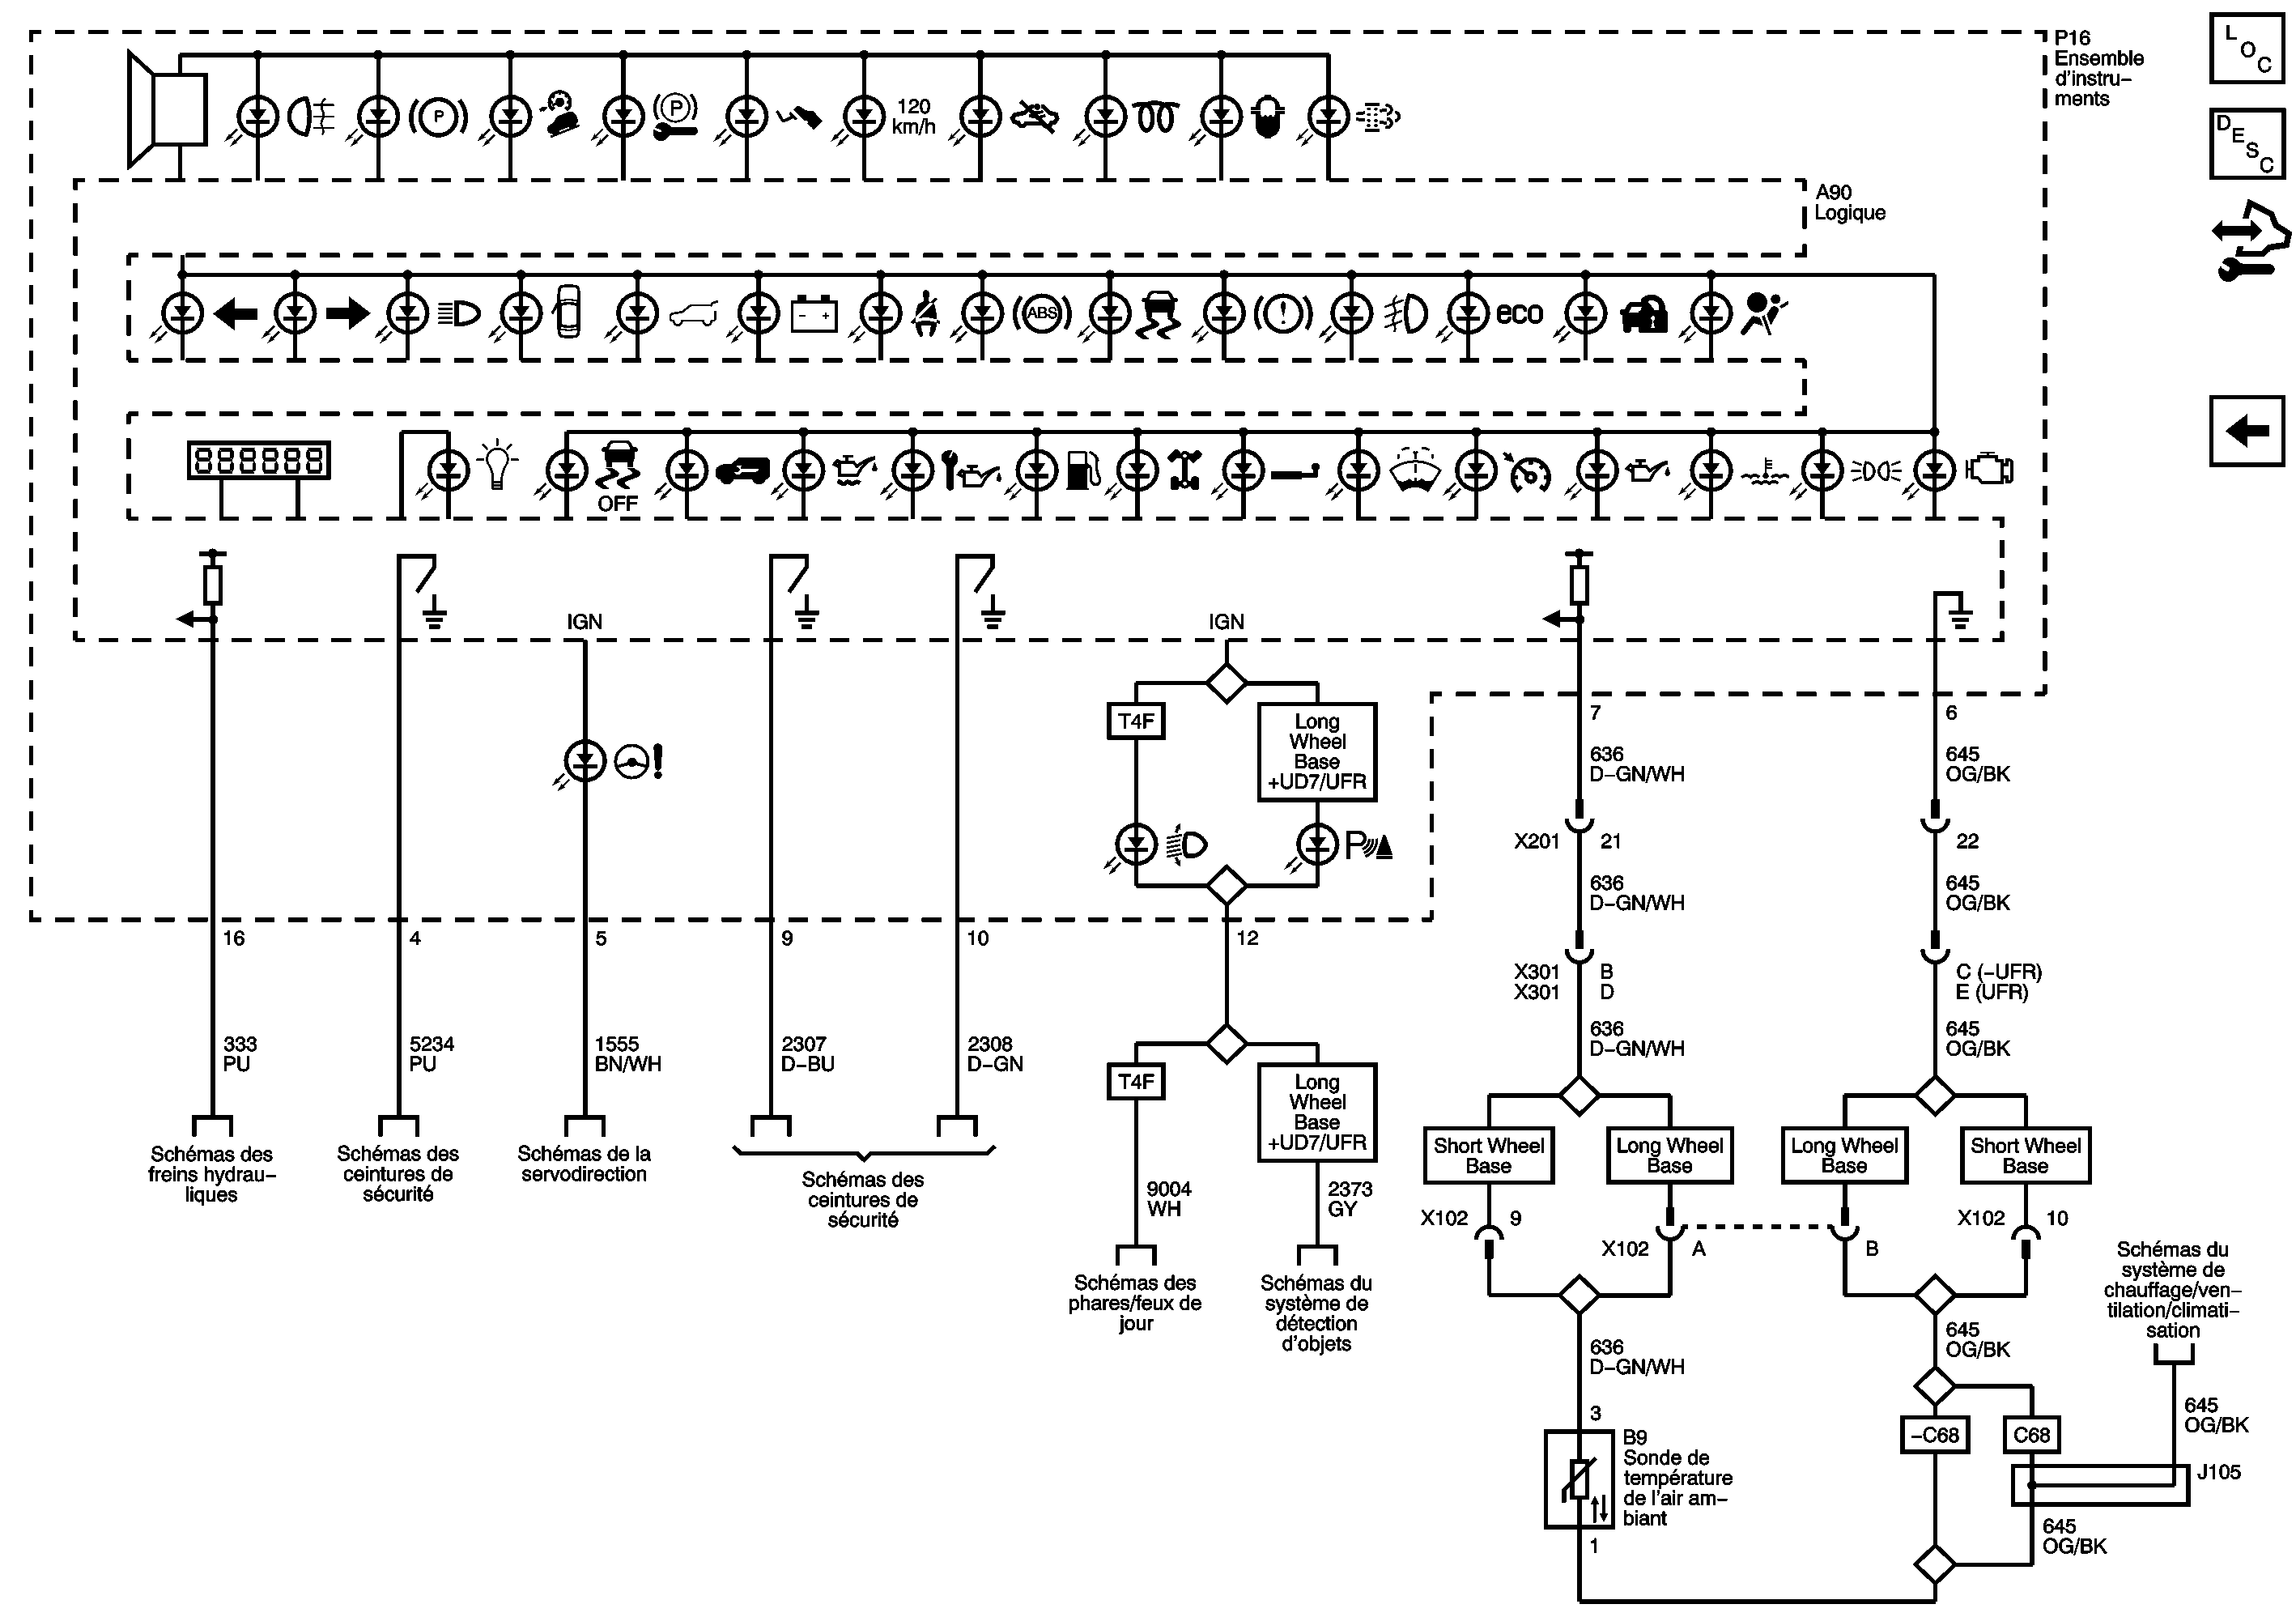 P16
Ensemble
d'instru–
ments
L
O
C
D
E
S
C
P
P
120
km/h
A90
Logique
- +
ABS
!
eco
888888
OFF
IGN
IGN
T4F
Long
Wheel
Base
+UD7/UFR
P
7
6
636
D–GN/WH
645
OG/BK
X201
21
22
636
D–GN/WH
645
OG/BK
16
4
5
9
10
12
X301 B
X301 D
C (-UFR)
E (UFR)
333
PU
5234
PU
1555
BN/WH
2307
D–BU
2308
D–GN
636
D–GN/WH
645
OG/BK
T4F
Long
Wheel
Base
+UD7/UFR
Schémas des
freins hydrau–
liques
Schémas des
ceintures de
sécurité
Schémas de la
servodirection
Schémas des
ceintures de
sécurité
Short Wheel
Base
Long Wheel
Base
Long Wheel
Base
Short Wheel
Base
9004
WH
2373
GY
X102 9
X102 A
B
X102 10
Schémas des
phares/feux de
jour
Schémas du
système de
détection
d'objets
Schémas du
système de
chauffage/ven–
tilation/climati–
sation
636
D–GN/WH
645
OG/BK
3
B9
Sonde de
température
de l'air am–
biant
1
–C68
C68
645
OG/BK
J105
645
OG/BK